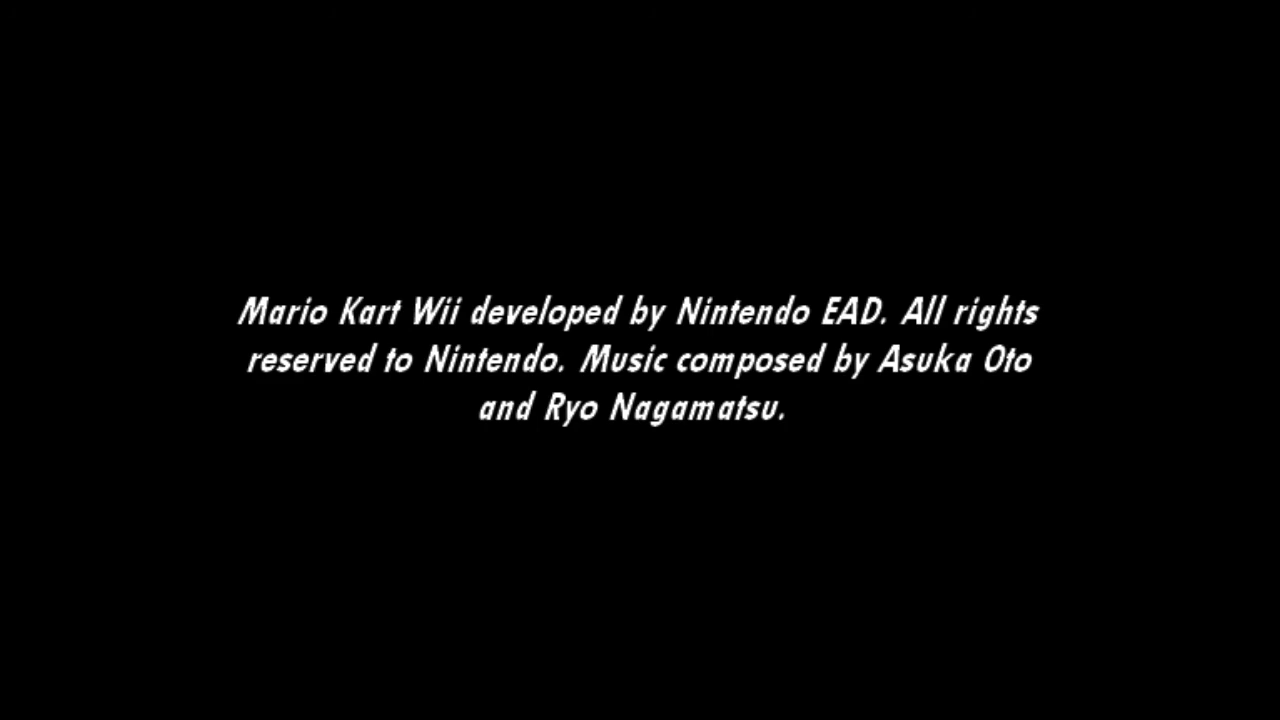 Mario Kart Wii developed by Nintendo EAD. All rights
reserved to Nintendo. Music composed by Asuka Oto
and Ryo Nagamatsu.